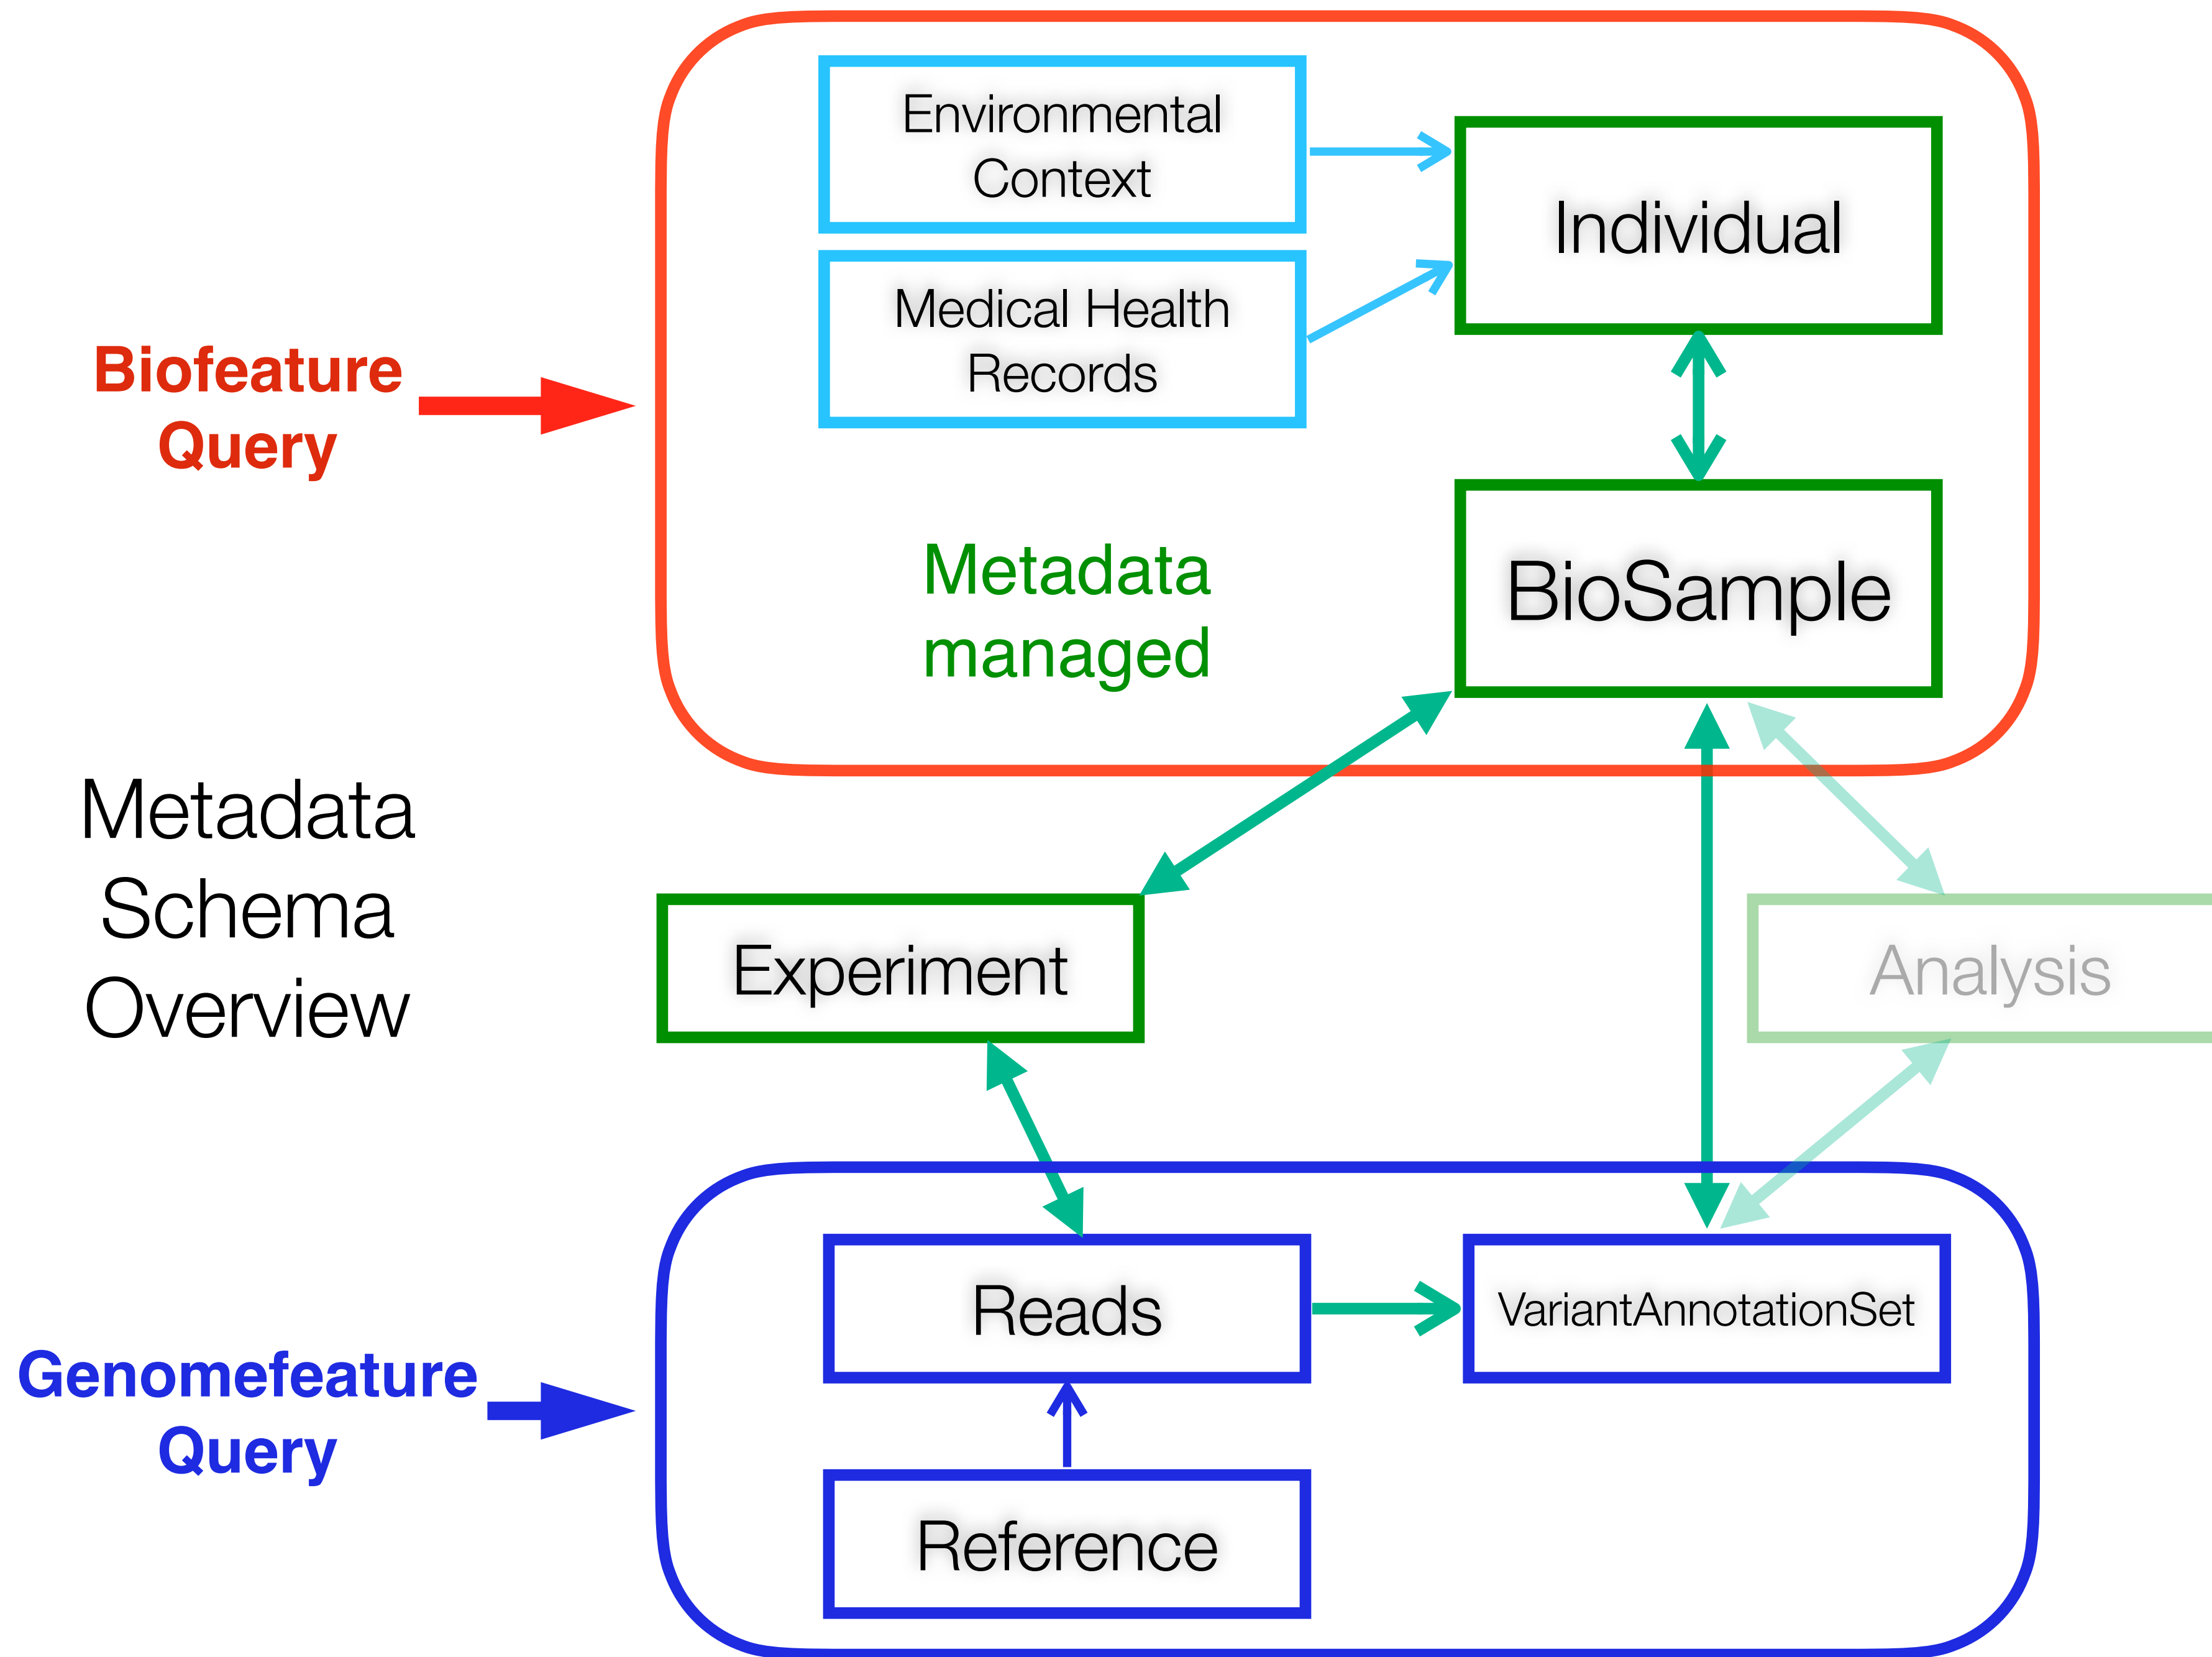 Environmental
Context
Individual
Medical Health
Records
Biofeature
Query
Metadata
managed
BioSample
Metadata
Schema
Overview
Experiment
Analysis
Reads
VariantAnnotationSet
Genomefeature
Query
Reference